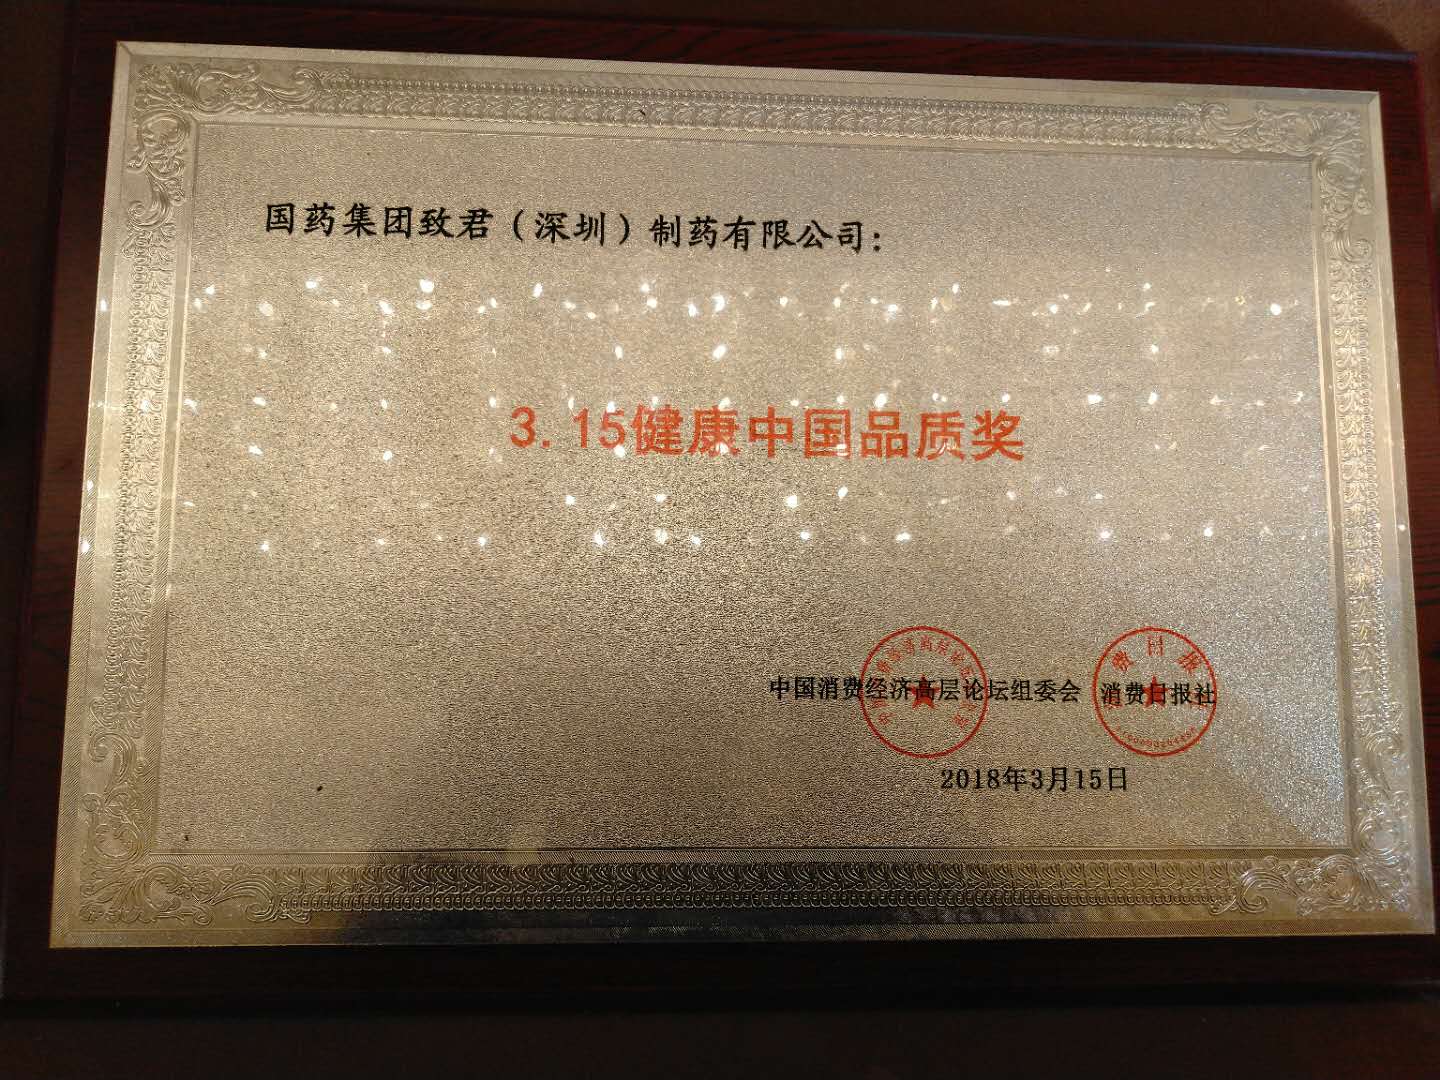 国药集团致君（深圳）制药有限公司：
3.15健康中国品质奖
中国消费经济高层论坛组委会 消费日报社
2018年3月15日